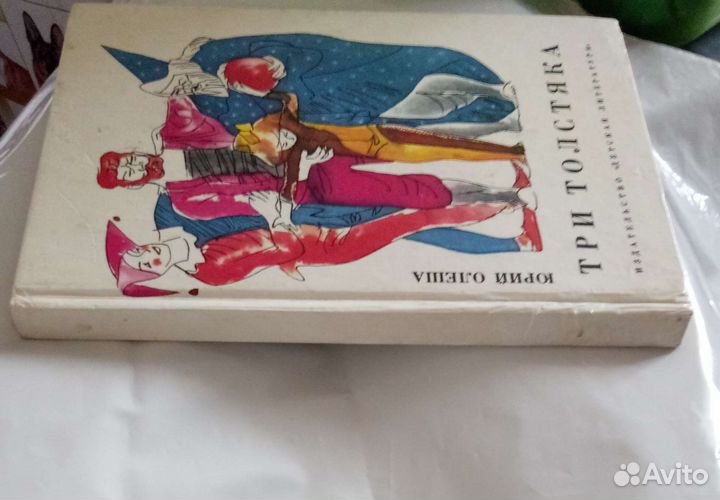 ЮРИЙ ОЛЕША
ТРИ ТОЛСТЯКА
ИЗДАТЕЛЬСТВО «ДЕТСКАЯ ЛИТЕРАТУРА»
Avito